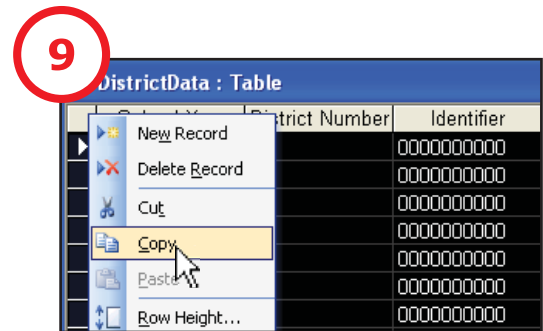 9
DistrictData : Table
District Number Identifier
New Record
0000000000
Delete Record
0000000000
Cut
0000000000
Copy
0000000000
0000000000
Paste
0000000000
Row Height...
0000000000